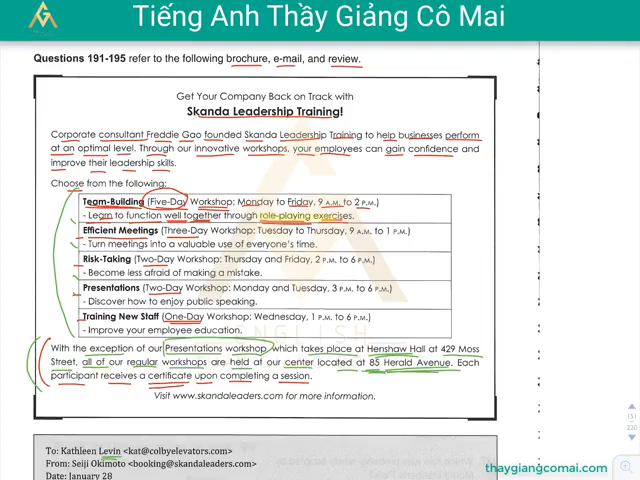 Tiếng Anh Thầy Giảng Cô Mai
Questions 191-195 refer to the following brochure, e-mail, and review.
Get Your Company Back on Track with
Skanda Leadership Training!
Corporate consultant Freddie Gao founded Skanda Leadership Training to help businesses perform
at an optimal level. Through our innovative workshops, your employees can gain confidence and
improve their leadership skills.
Choose from the following:
Team-Building (Five-Day Workshop: Monday to Friday, 9 A.M. to 2 P.M.)
- Learn to function well together through role-playing exercises.
Efficient Meetings (Three-Day Workshop: Tuesday to Thursday, 9 A.M. to 1 P.M.)
- Turn meetings into a valuable use of everyone's time.
Risk-Taking (Two-Day Workshop: Thursday and Friday, 2 P.M. to 6 P.M.)
- Become less afraid of making a mistake.
Presentations (Two-Day Workshop: Monday and Tuesday, 3 P.M. to 6 P.M.)
- Discover how to enjoy public speaking.
Training New Staff (One-Day Workshop: Wednesday, 1 P.M. to 6 P.M.)
- Improve your employee education.
ENGLISH
With the exception of our Presentations workshop, which takes place at Henshaw Hall at 429 Moss
Street, all of our regular workshops are held at our center located at 85 Herald Avenue. Each
participant receives a certificate upon completing a session.
Visit www.skandaleaders.com for more information.
151
220
To: Kathleen Levin <kat@colbyelevators.com>
From: Seiji Okimoto <booking@skandaleaders.com>
Date: January 28
thaygiangcomai.com